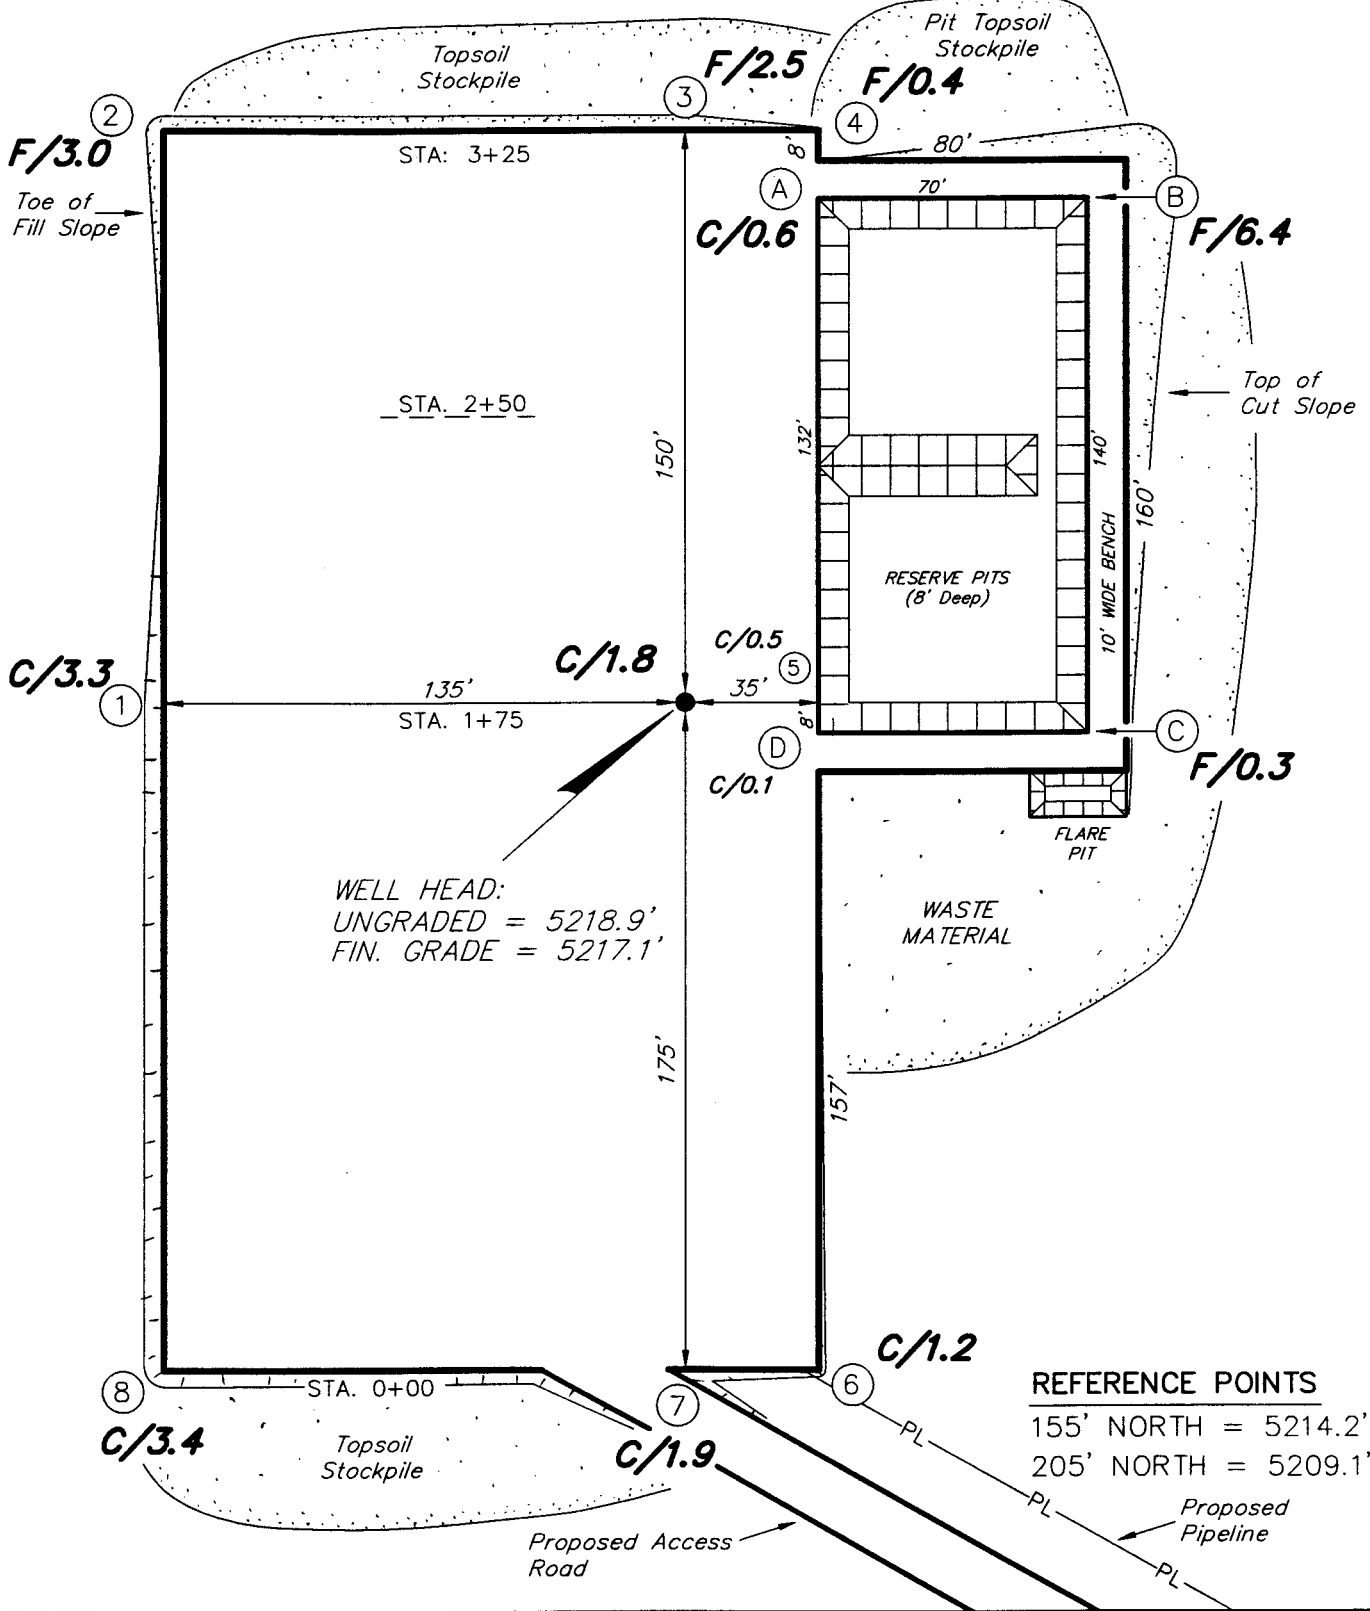 Pit Topsoil
Stockpile
Topsoil
Stockpile
F/2.5
F/0.4
2
3
4
F/3.0
STA: 3+25
8'
80'
Toe of
Fill Slope
A
70'
B
C/0.6
F/6.4
STA. 2+50
Top of
Cut Slope
150'
132'
140'
160'
10' WIDE BENCH
RESERVE PITS
(8' Deep)
C/3.3
C/1.8
C/0.5
5
1
135'
35'
STA. 1+75
8'
D
C
C/0.1
F/0.3
FLARE
PIT
WELL HEAD:
UNGRADED = 5218.9'
FIN. GRADE = 5217.1'
WASTE
MATERIAL
175'
157'
C/1.2
8
STA. 0+00
7
6
REFERENCE POINTS
155' NORTH = 5214.2'
205' NORTH = 5209.1'
C/3.4
Topsoil
Stockpile
C/1.9
PL
PL
PL
Proposed
Pipeline
Proposed Access
Road